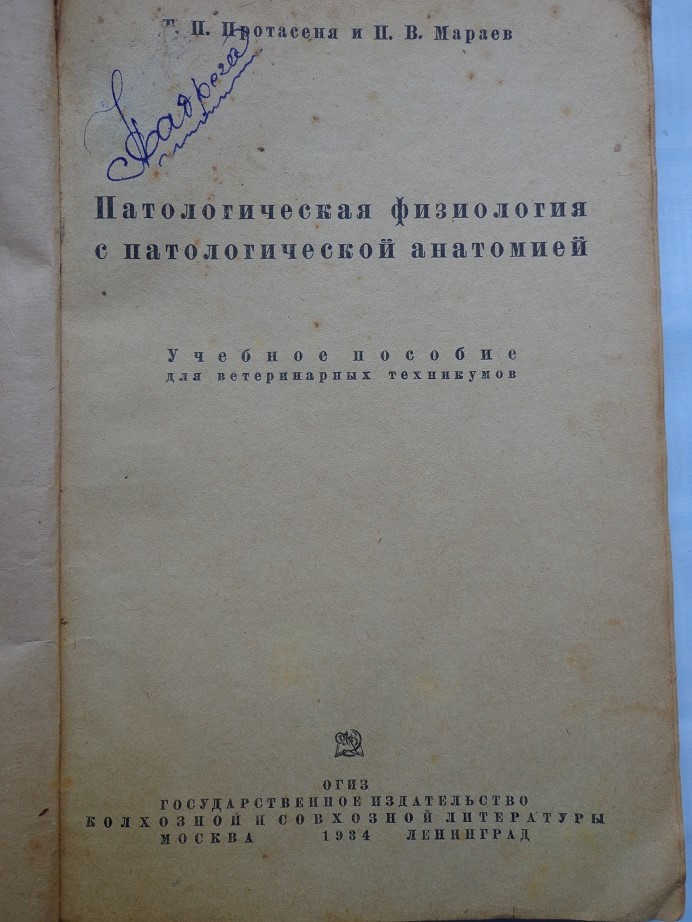 Т. П. Протасеня и П. В. Мараев
Патологическая физиология
с патологической анатомией
Учебное пособие
для ветеринарных техникумов
ОГИЗ
ГОСУДАРСТВЕННОЕ ИЗДАТЕЛЬСТВО
КОЛХОЗНОЙ И СОВХОЗНОЙ ЛИТЕРАТУРЫ
МОСКВА 1934 ЛЕНИНГРАД